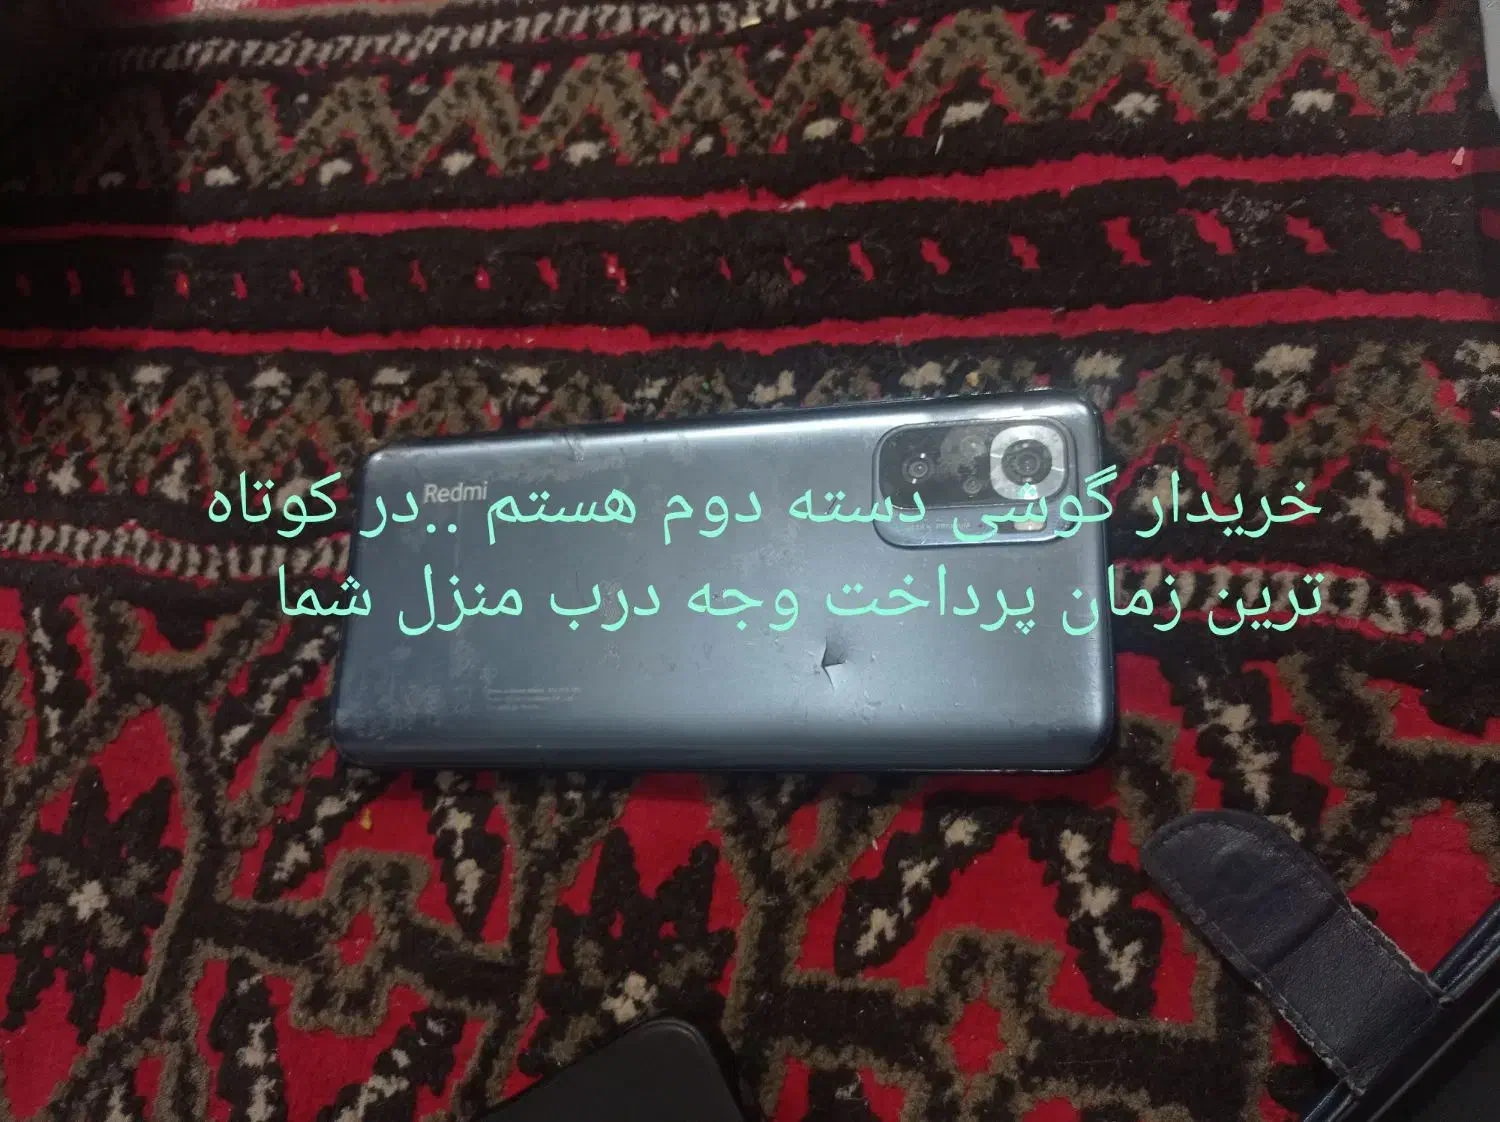 Redmi
خریدار گوشی دسته دوم هستم ..در کوتاه
ترین زمان پرداخت وجه درب منزل شما